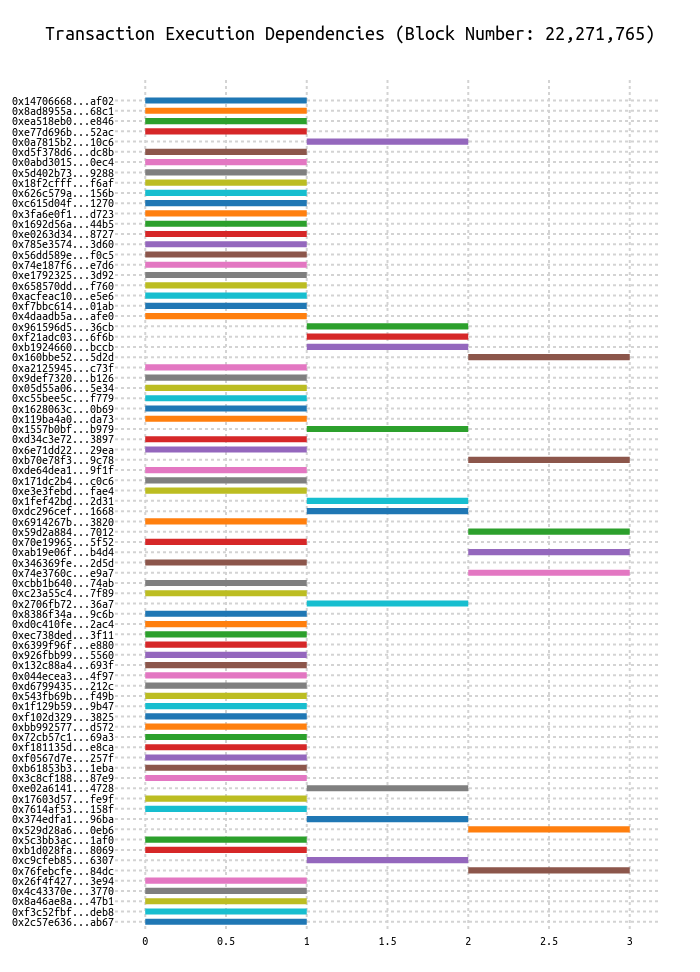 Transaction Execution Dependencies (Block Number: 22,271,765)
0x14706668...af02
0x8ad8955a...68c1
0xea518eb0...e846
0xe77d696b...52ac
0x0a7815b2...10c6
0xd5f378d6...dc8b
0x0abd3015...0ec4
0x5d402b73...9288
0x18f2cfff...f6af
0x626c579a...156b
0xc615d04f...1270
0x3fa6e0f1...d723
0x1692d56a...44b5
0xe0263d34...8727
0x785e3574...3d60
0x56dd589e...f0c5
0x74e187f6...e7d6
0xe1792325...3d92
0x658570dd...f760
0xacfeac10...e5e6
0xf7bbc614...01ab
0x4daadb5a...afe0
0x961596d5...36cb
0xf21adc03...6f6b
0xb1924660...bccb
0x160bbe52...5d2d
0xa2125945...c73f
0x9def7320...b126
0x05d55a06...5e34
0xc55bee5c...f779
0x1628063c...0b69
0x119ba4a0...da73
0x1557b0bf...b979
0xd34c3e72...3897
0x6e71dd22...29ea
0xb70e78f3...9c78
0xde64dea1...9f1f
0x171dc2b4...c0c6
0xe3e3febd...fae4
0x1fef42bd...2d31
0xdc296cef...1668
0x6914267b...3820
0x59d2a884...7012
0x70e19965...5f52
0xab19e06f...b4d4
0x346369fe...2d5d
0x74e3760c...e9a7
0xcbb1b640...74ab
0xc23a55c4...7f89
0x2706fb72...36a7
0x8386f34a...9c6b
0xd0c410fe...2ac4
0xec738ded...3f11
0x6399f96f...e880
0x926fbb99...5560
0x132c88a4...693f
0x044ecea3...4f97
0xd6799435...212c
0x543fb69b...f49b
0x1f129b59...9b47
0xf102d329...3825
0xbb992577...d572
0x72cb57c1...69a3
0xf181135d...e8ca
0xf0567d7e...257f
0xb61853b3...1eba
0x3c8cf188...87e9
0xe02a6141...4728
0x17603d57...fe9f
0x7614af53...158f
0x374edfa1...96ba
0x529d28a6...0eb6
0x5c3bb3ac...1af0
0xb1d028fa...8069
0xc9cfeb85...6307
0x76febcfe...84dc
0x26f4f427...3e94
0x4c43370e...3770
0x8a46ae8a...47b1
0xf3c52fbf...deb8
0x2c57e636...ab67
0 0.5 1 1.5 2 2.5 3